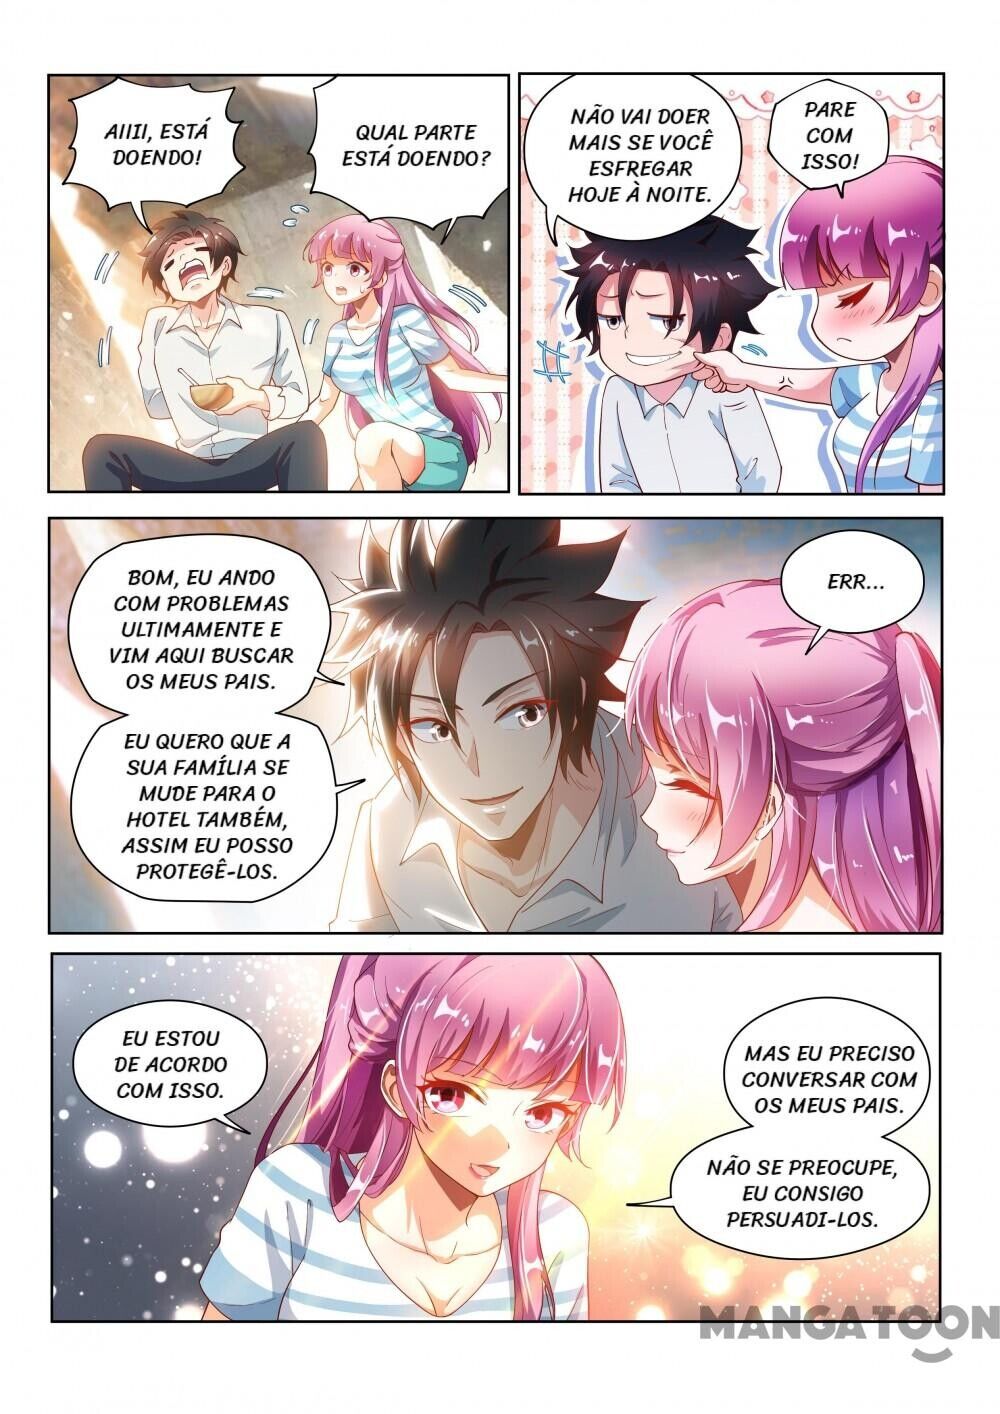 AIIII, ESTÁ
DOENDO!
QUAL PARTE
ESTÁ DOENDO?
NÃO VAI DOER
MAIS SE VOCÊ
ESFREGAR
HOJE À NOITE.
PARE
COM
ISSO!
BOM, EU ANDO
COM PROBLEMAS
ULTIMAMENTE E
VIM AQUI BUSCAR
OS MEUS PAIS.
EU QUERO QUE A
SUA FAMÍLIA SE
MUDE PARA O
HOTEL TAMBÉM,
ASSIM EU POSSO
PROTEGÊ-LOS.
ERR...
EU ESTOU
DE ACORDO
COM ISSO.
MAS EU PRECISO
CONVERSAR COM
OS MEUS PAIS.
NÃO SE PREOCUPE,
EU CONSIGO
PERSUADI-LOS.
MANGATOON